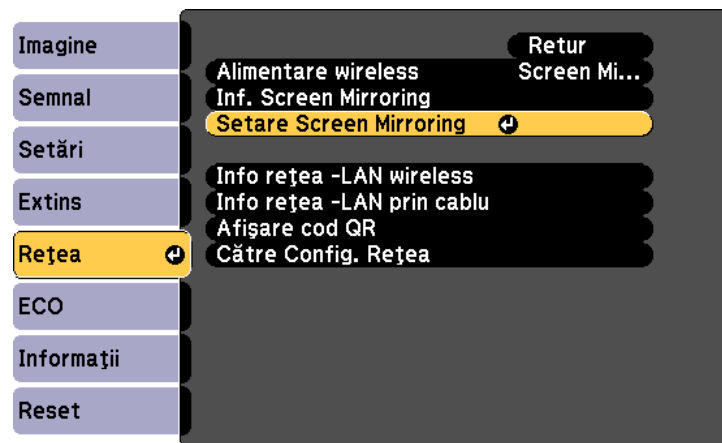 Imagine
Semnal
Setări
Extins
Reţea
ECO
Informaţii
Reset
Retur
Alimentare wireless Screen Mi...
Inf. Screen Mirroring
Setare Screen Mirroring
Info reţea -LAN wireless
Info reţea -LAN prin cablu
Afişare cod QR
Către Config. Reţea